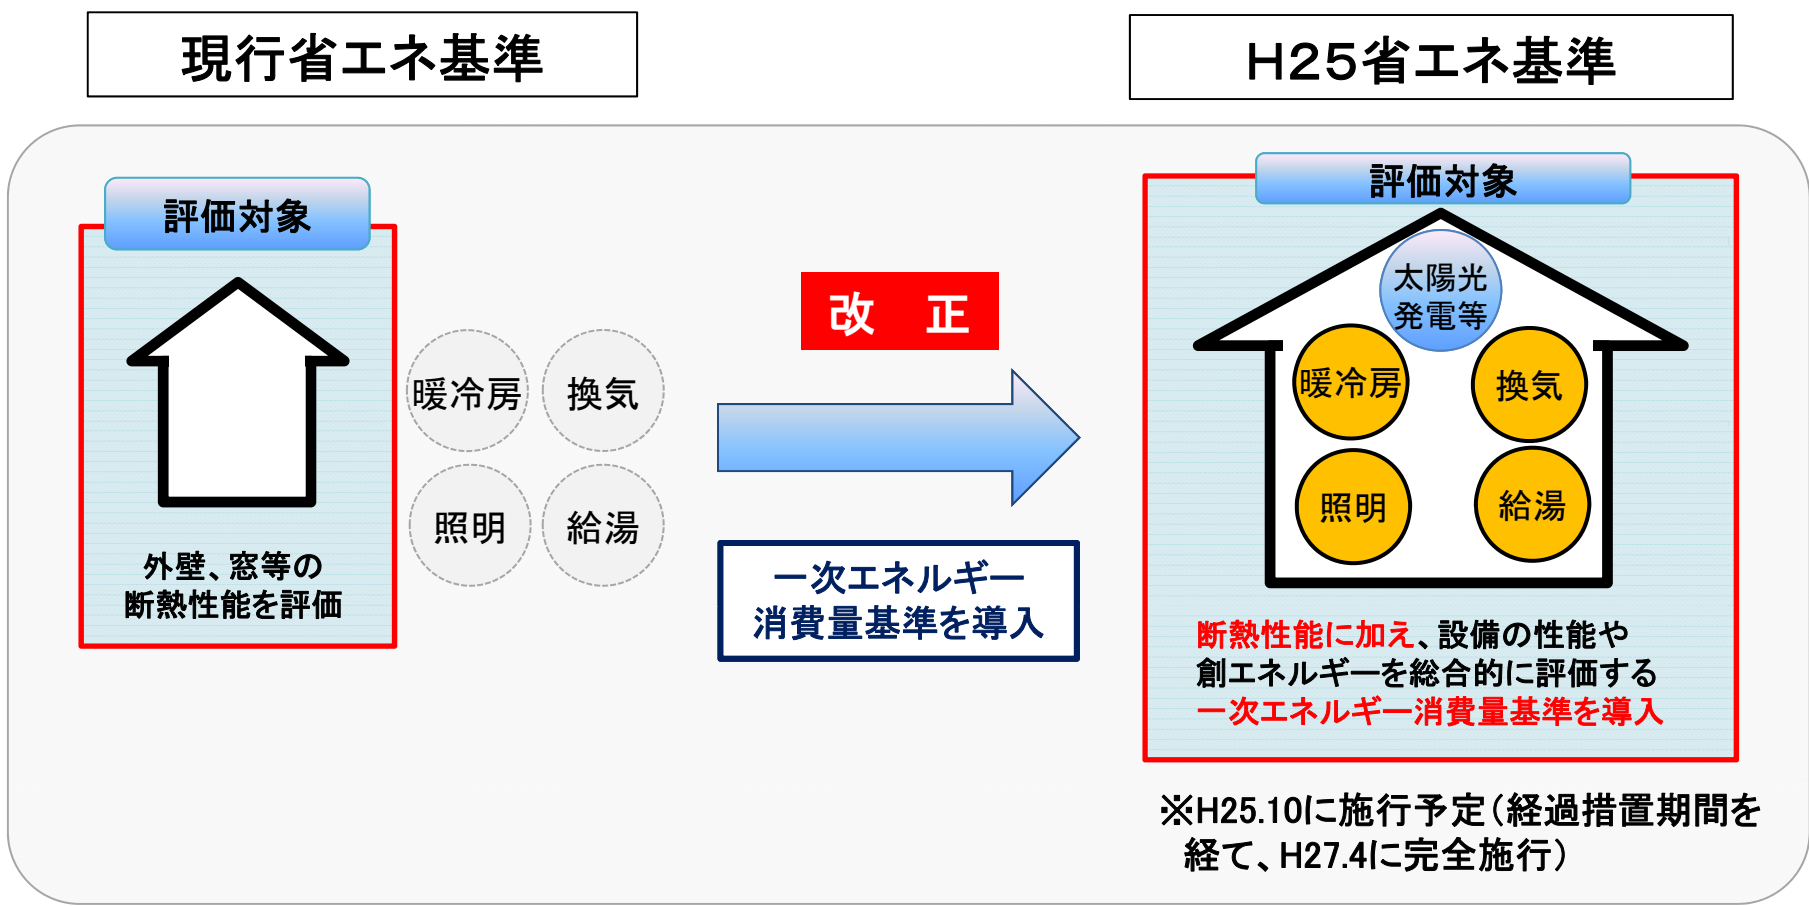 現行省エネ基準
H25省エネ基準
評価対象
外壁、窓等の
断熱性能を評価
暖冷房
換気
照明
給湯
改　正
一次エネルギー
消費量基準を導入
評価対象
太陽光
発電等
暖冷房
換気
照明
給湯
断熱性能に加え、設備の性能や
創エネルギーを総合的に評価する
一次エネルギー消費量基準を導入
※H25.10に施行予定（経過措置期間を
経て、H27.4に完全施行）